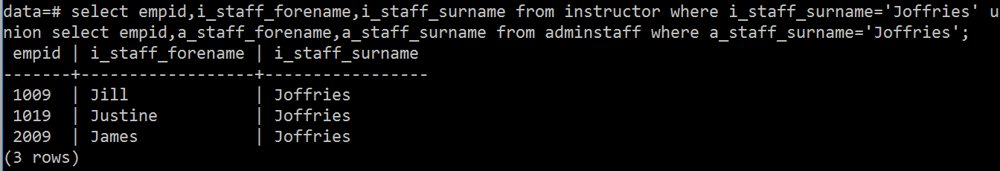 data=# select empid,i_staff_forename,i_staff_surname from instructor where i_staff_surname='Joffries' u
nion select empid,a_staff_forename,a_staff_surname from adminstaff where a_staff_surname='Joffries';
 empid | i_staff_forename | i_staff_surname
-------+------------------+-----------------
 1009  | Jill             | Joffries
 1019  | Justine          | Joffries
 2009  | James            | Joffries
(3 rows)